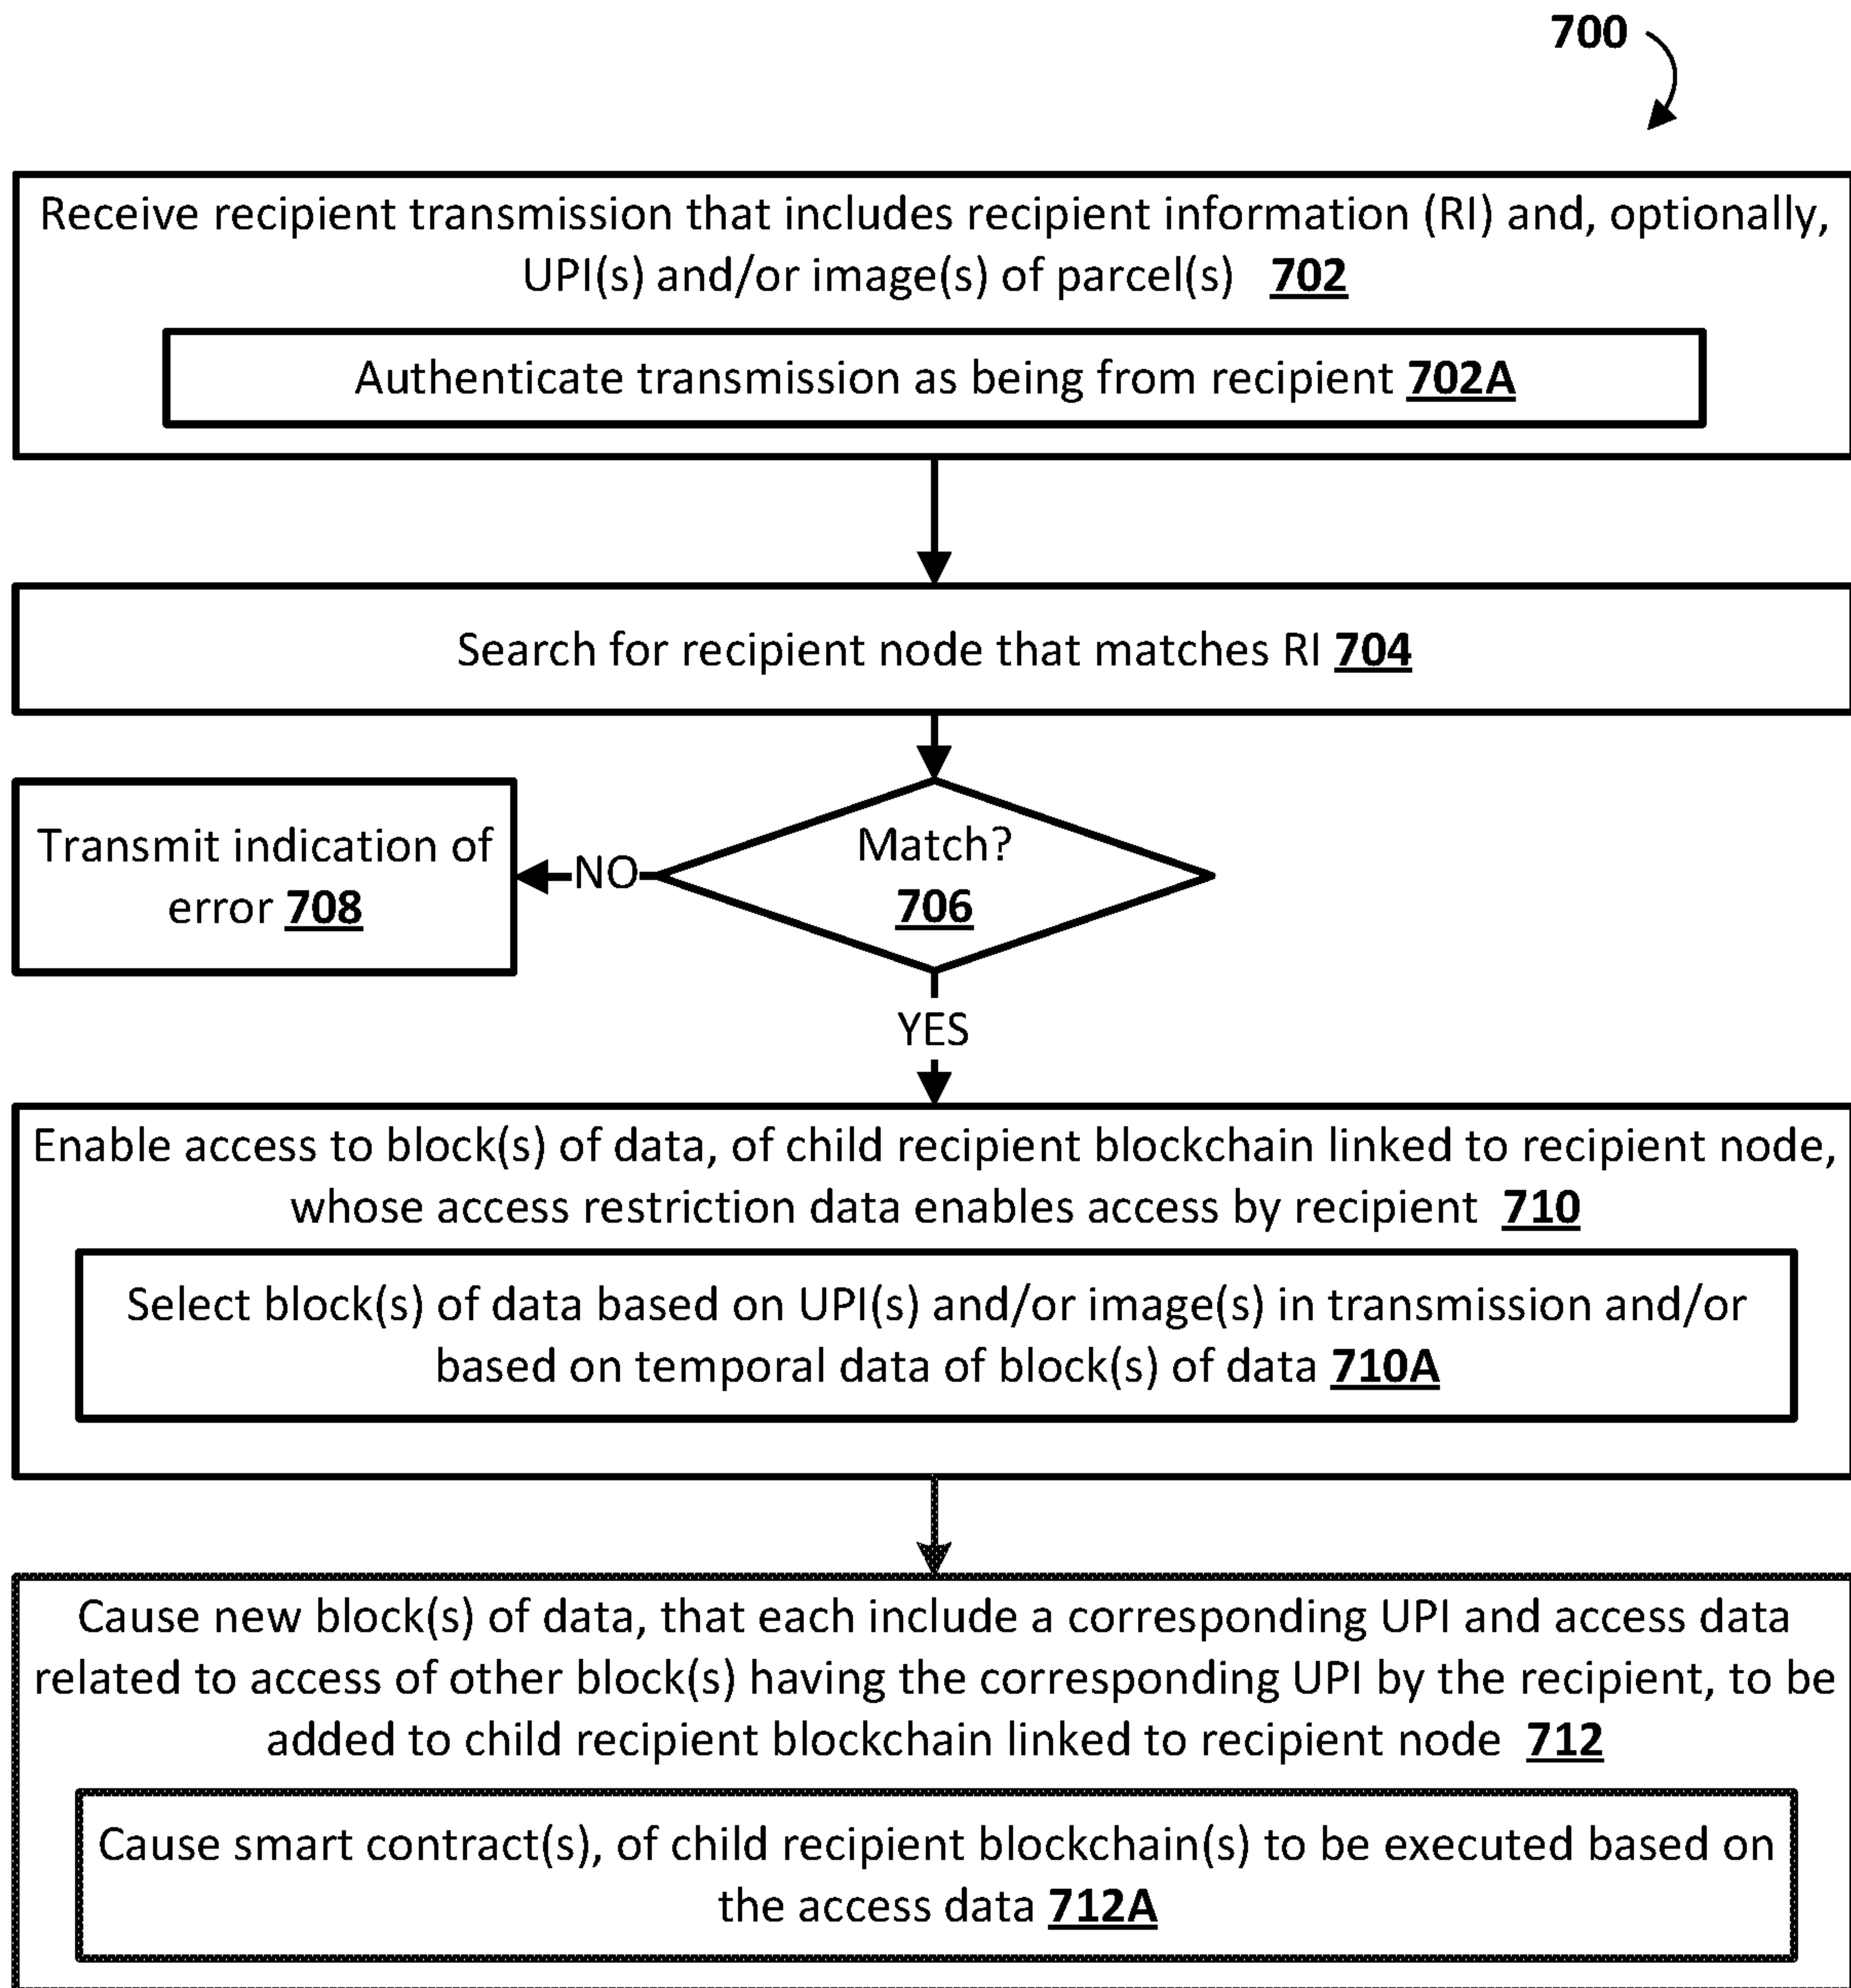 700
Receive recipient transmission that includes recipient information (RI) and, optionally,
UPI(s) and/or image(s) of parcel(s) 702
Authenticate transmission as being from recipient 702A
Search for recipient node that matches RI 704
Match?
706
NO
Transmit indication of
error 708
YES
Enable access to block(s) of data, of child recipient blockchain linked to recipient node,
whose access restriction data enables access by recipient 710
Select block(s) of data based on UPI(s) and/or image(s) in transmission and/or
based on temporal data of block(s) of data 710A
Cause new block(s) of data, that each include a corresponding UPI and access data
related to access of other block(s) having the corresponding UPI by the recipient, to be
added to child recipient blockchain linked to recipient node 712
Cause smart contract(s), of child recipient blockchain(s) to be executed based on
the access data 712A